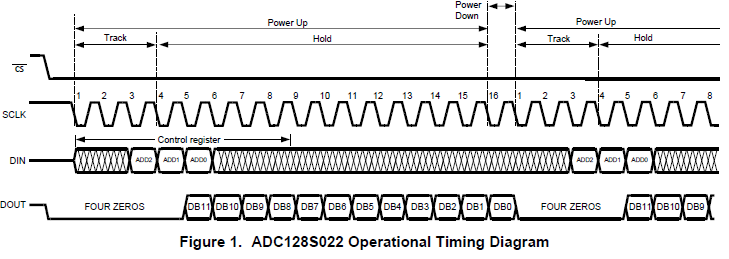 Power
Down
Power Up
Power Up
Track
Hold
Track
Hold
CS
1 2 3 4 5 6 7 8 9 10 11 12 13 14 15 16 1 2 3 4 5 6 7 8
SCLK
Control register
DIN
ADD2 ADD1 ADD0 ADD2 ADD1 ADD0
DOUT
FOUR ZEROS DB11 DB10 DB9 DB8 DB7 DB6 DB5 DB4 DB3 DB2 DB1 DB0 FOUR ZEROS DB11 DB10 DB9
Figure 1. ADC128S022 Operational Timing Diagram